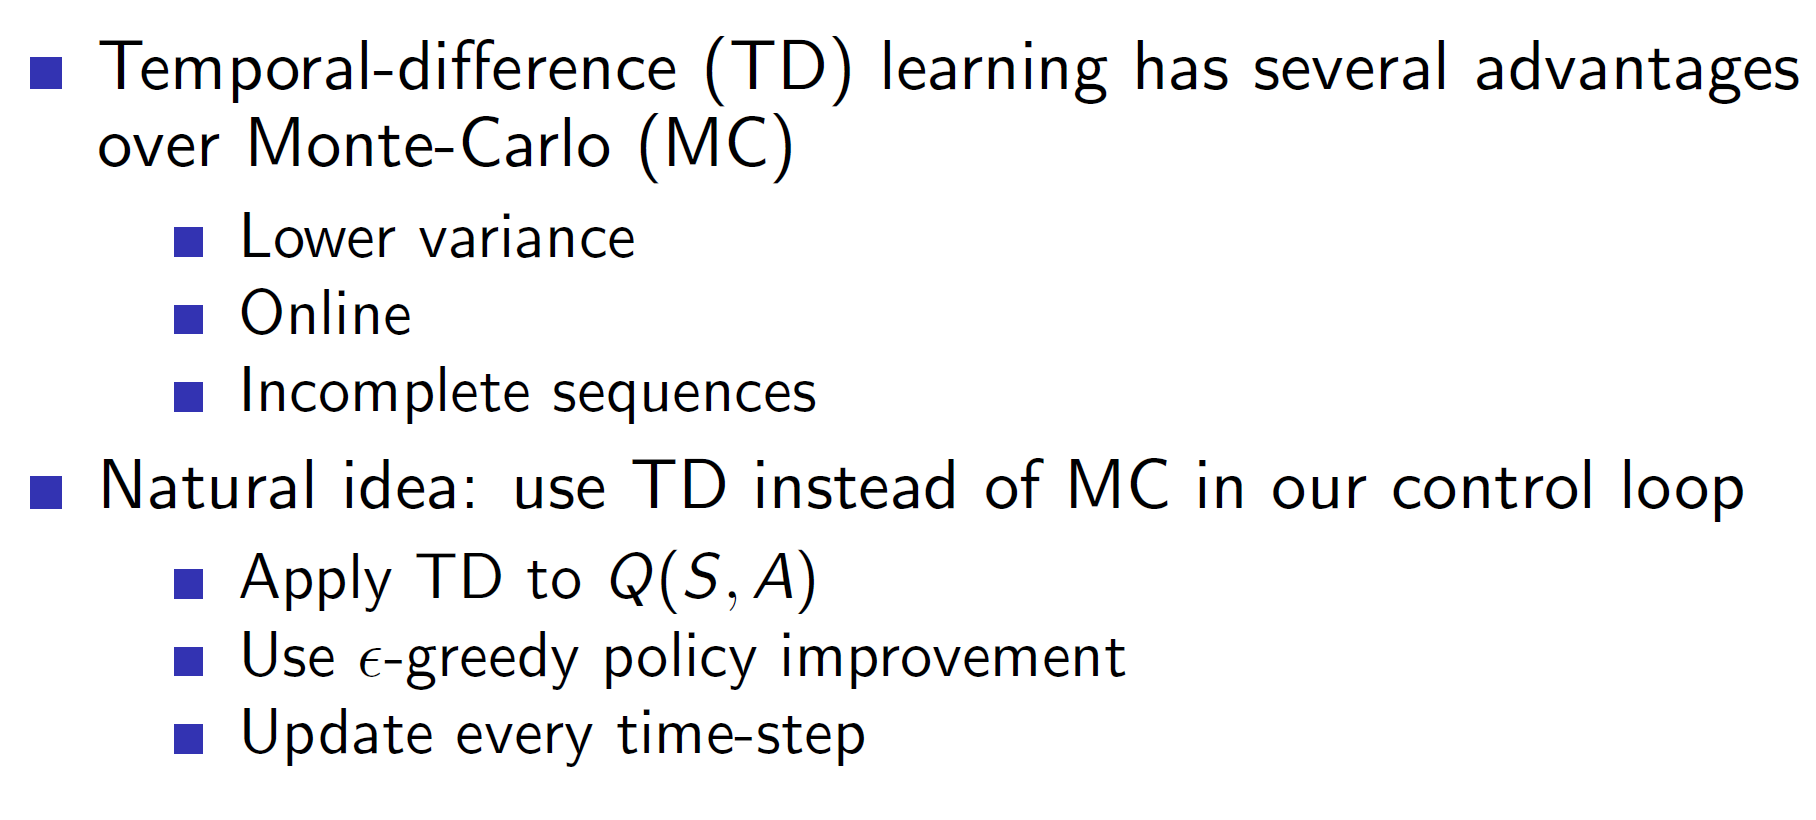 Temporal-difference (TD) learning has several advantages
over Monte-Carlo (MC)
Lower variance
Online
Incomplete sequences
Natural idea: use TD instead of MC in our control loop
Apply TD to Q(S, A)
Use ϵ-greedy policy improvement
Update every time-step